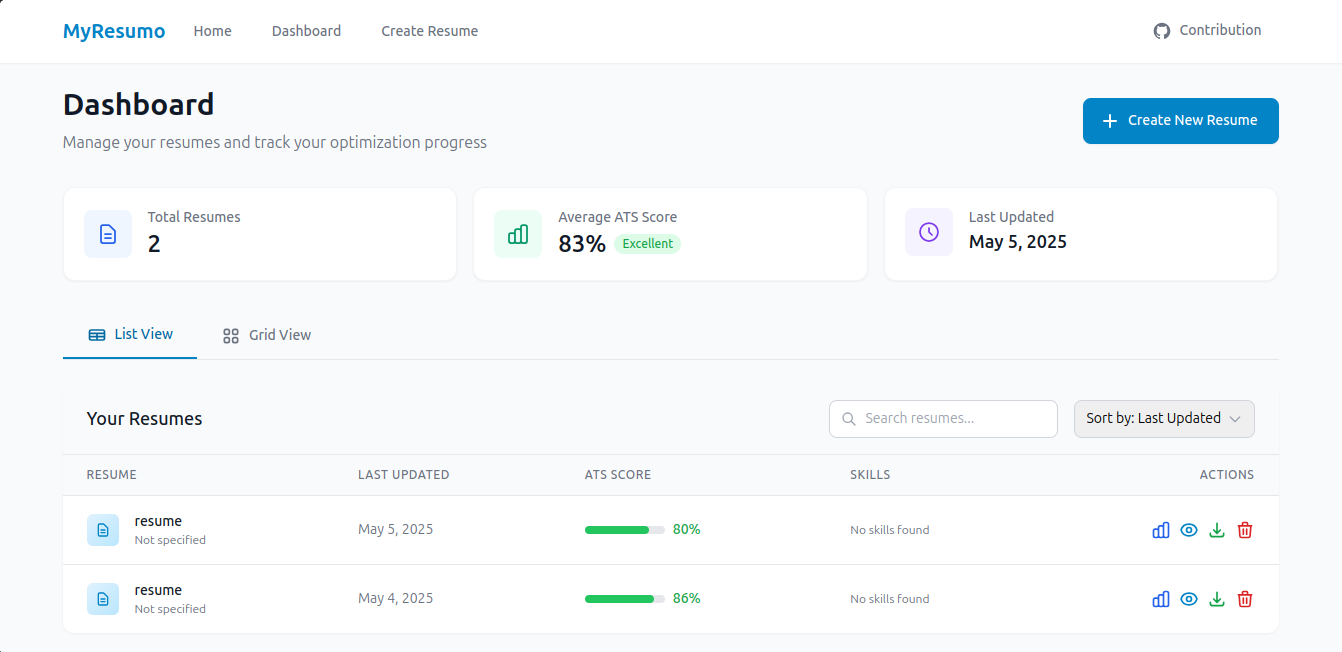 MyResumo Home Dashboard Create Resume Contribution
Dashboard
Manage your resumes and track your optimization progress
Create New Resume
Total Resumes
2
Average ATS Score
83% Excellent
Last Updated
May 5, 2025
List View Grid View
Your Resumes Search resumes... Sort by: Last Updated
RESUME LAST UPDATED ATS SCORE SKILLS ACTIONS
resume
Not specified
May 5, 2025 80% No skills found
resume
Not specified
May 4, 2025 86% No skills found